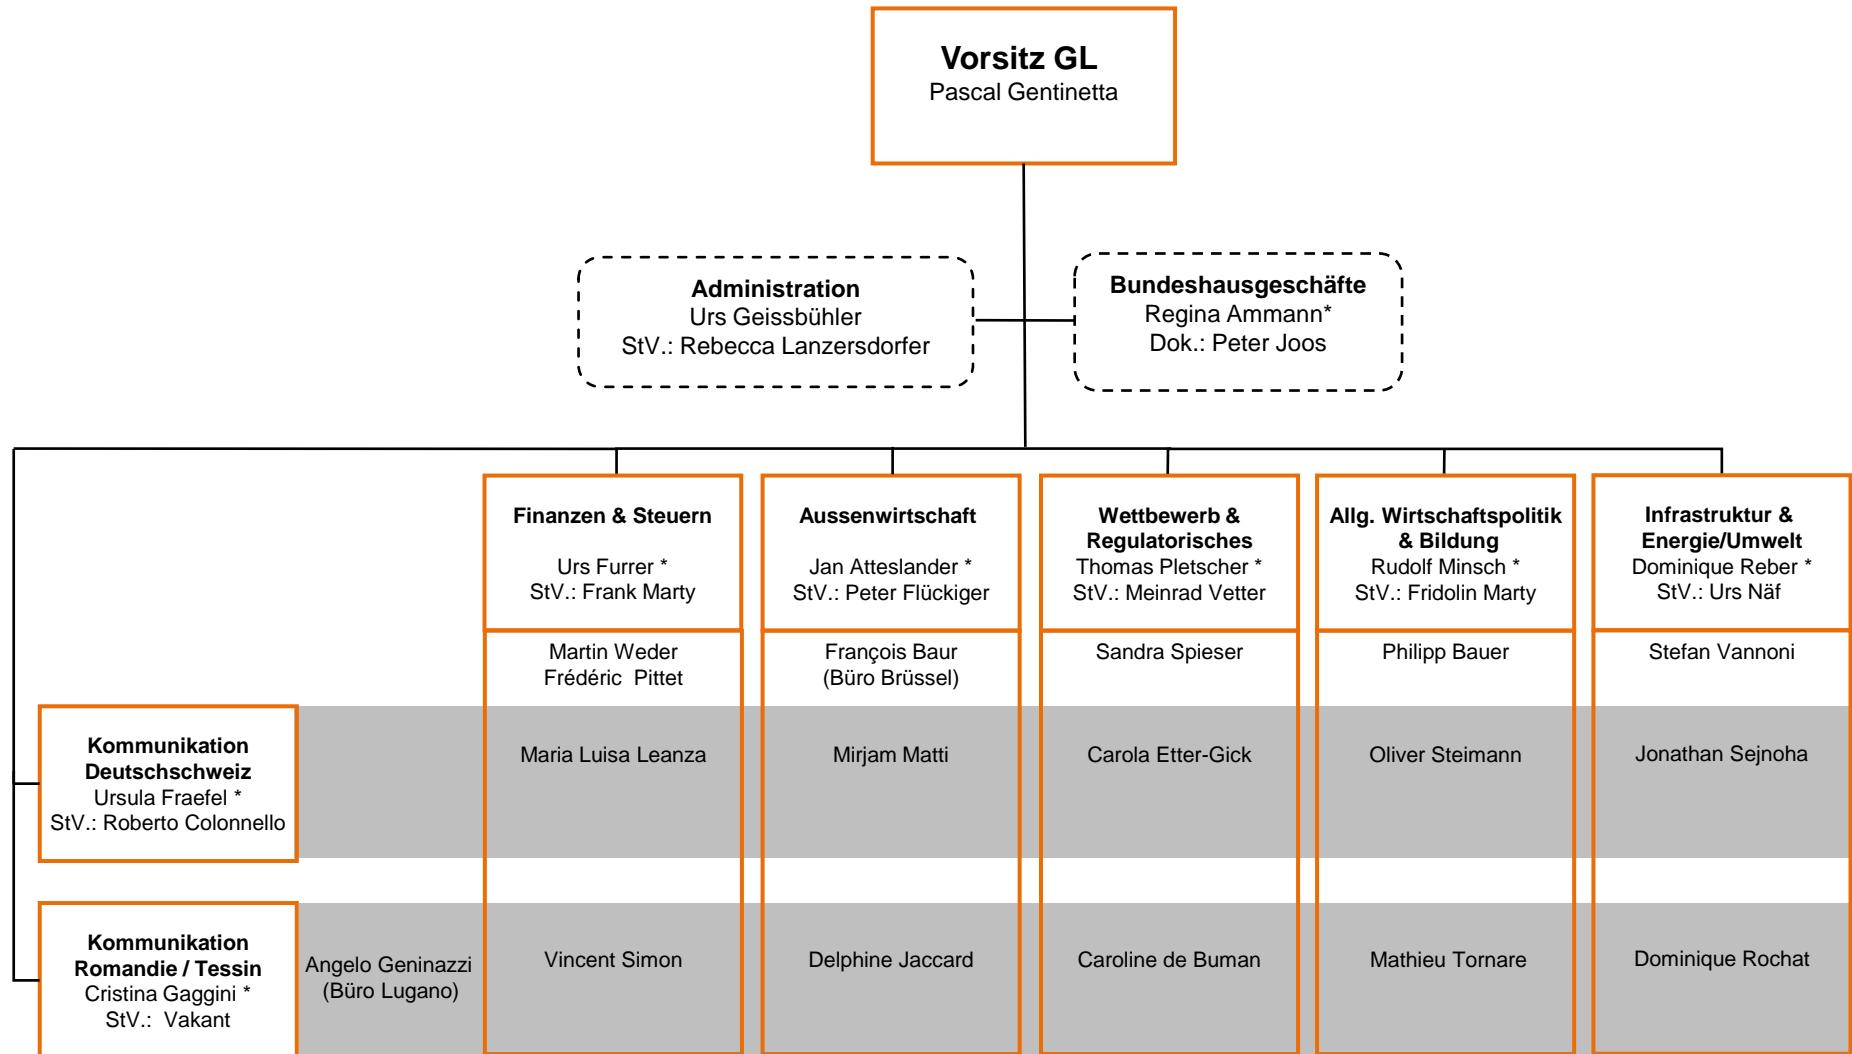 Vorsitz GL
Pascal Gentinetta
Administration
Urs Geissbühler
StV.: Rebecca Lanzersdorfer
Bundeshausgeschäfte
Regina Ammann*
Dok.: Peter Joos
Finanzen & Steuern
Urs Furrer *
StV.: Frank Marty
Aussenwirtschaft
Jan Atteslander *
StV.: Peter Flückiger
Wettbewerb &
Regulatorisches
Thomas Pletscher *
StV.: Meinrad Vetter
Allg. Wirtschaftspolitik
& Bildung
Rudolf Minsch *
StV.: Fridolin Marty
Infrastruktur &
Energie/Umwelt
Dominique Reber *
StV.: Urs Näf
Martin Weder
Frédéric Pittet
François Baur
(Büro Brüssel)
Sandra Spieser
Philipp Bauer
Stefan Vannoni
Kommunikation
Deutschschweiz
Ursula Fraefel *
StV.: Roberto Colonnello
Maria Luisa Leanza
Mirjam Matti
Carola Etter-Gick
Oliver Steimann
Jonathan Sejnoha
Kommunikation
Romandie / Tessin
Cristina Gaggini *
StV.: Vakant
Angelo Geninazzi
(Büro Lugano)
Vincent Simon
Delphine Jaccard
Caroline de Buman
Mathieu Tornare
Dominique Rochat